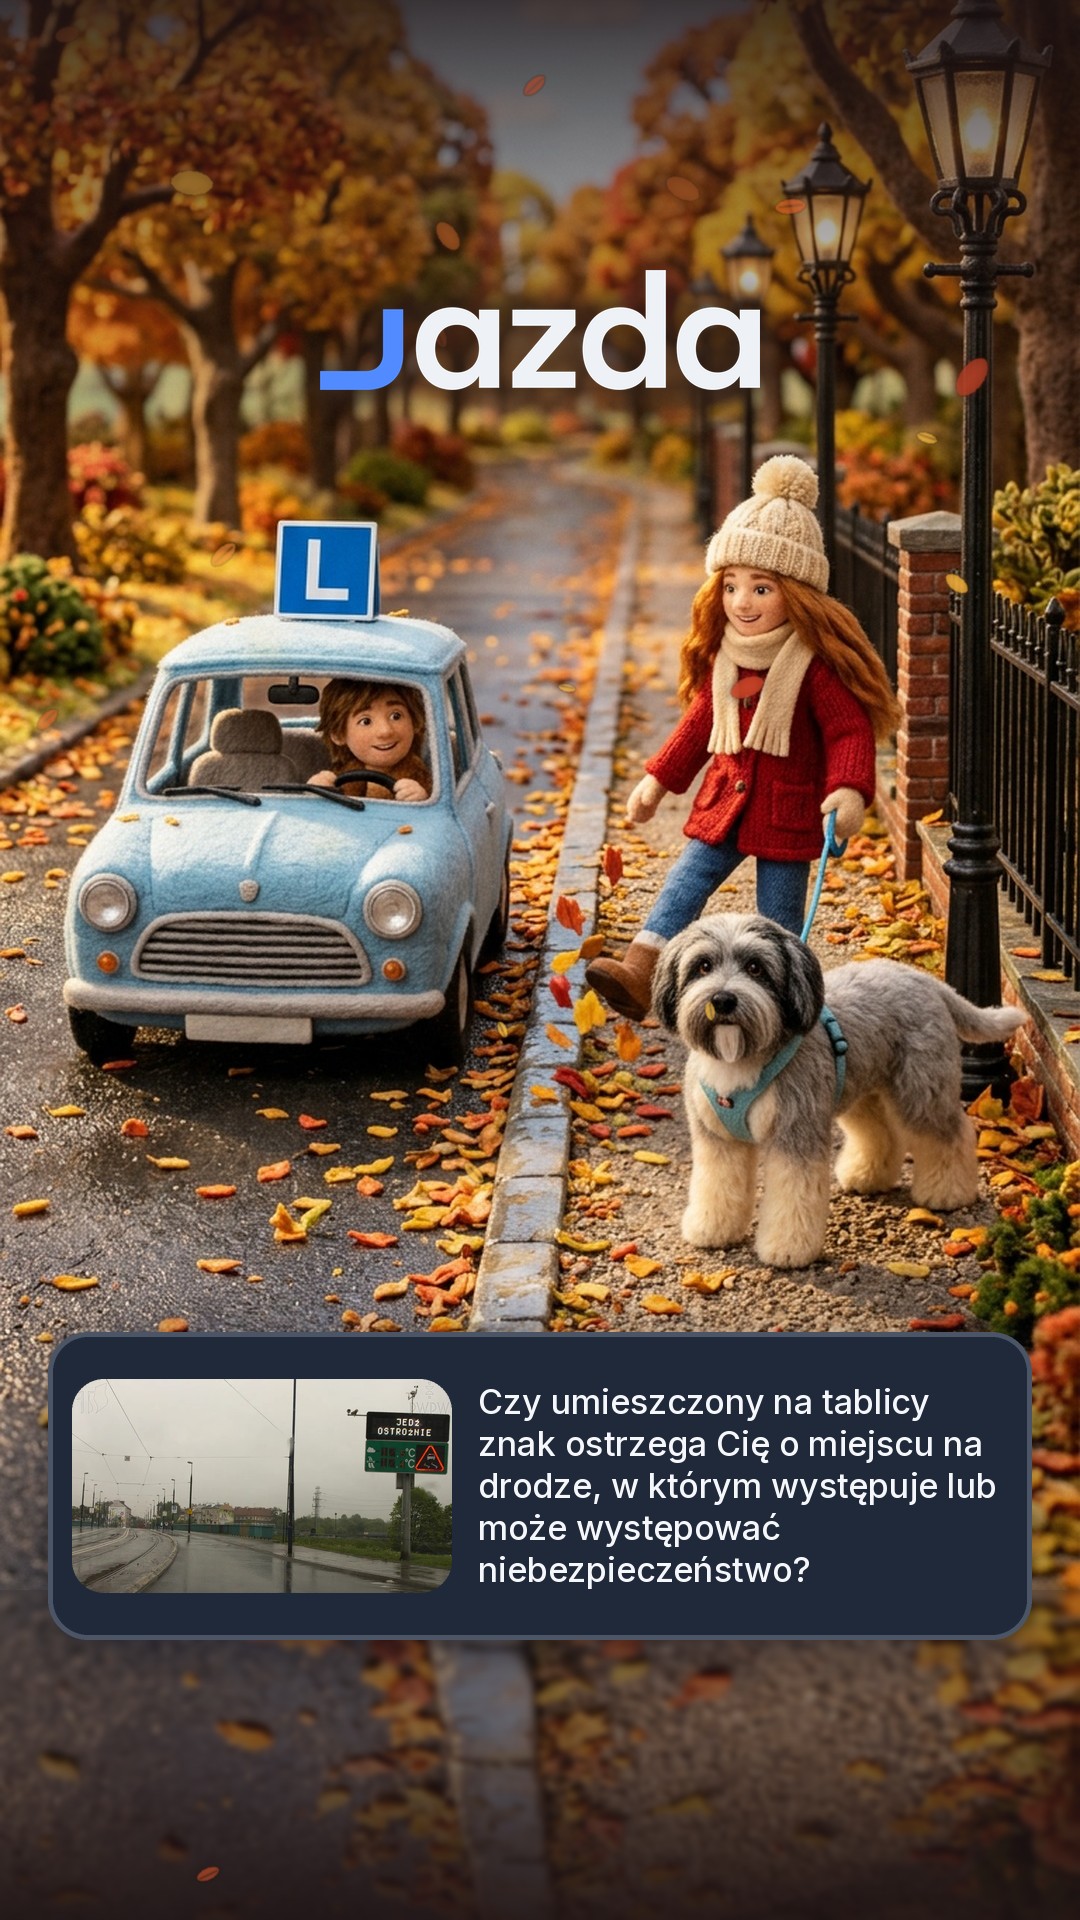 Jazda
L
JEDŹ
OSTROŻNIE
°C
°C
Czy umieszczony na tablicy
znak ostrzega Cię o miejscu na
drodze, w którym występuje lub
może występować
niebezpieczeństwo?